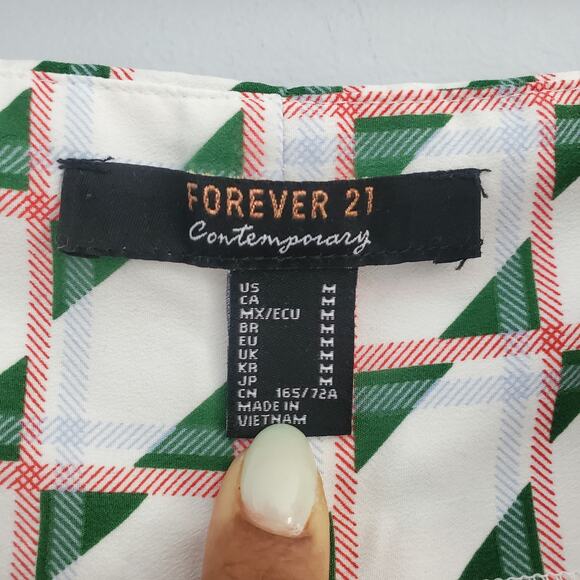 FOREVER 21
Contemporary
US M
CA M
MX/ECU M
BR M
EU M
UK M
KR M
JP M
CN 165/72A
MADE IN
VIETNAM